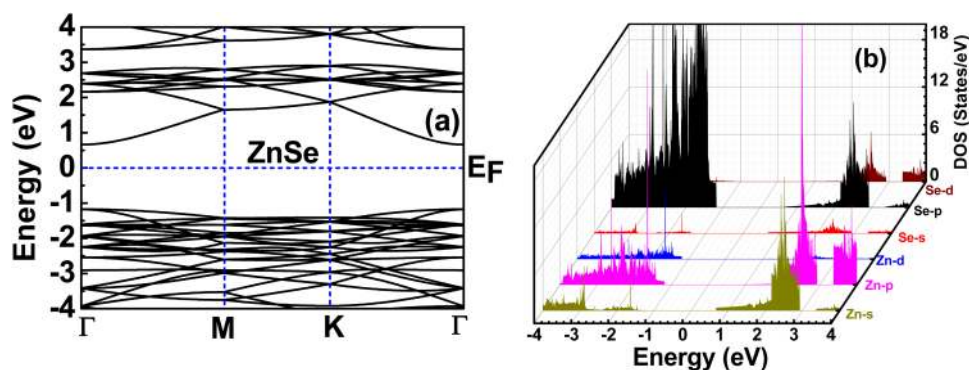 4
3
2
1
0
-1
-2
-3
-4
Energy (eV)
(a)
ZnSe
E_F
Γ M K Γ
(b)
18
12
6
0
DOS (States/eV)
Se-d
Se-p
Se-s
Zn-d
Zn-p
Zn-s
-4 -3 -2 -1 0 1 2 3 4
Energy (eV)